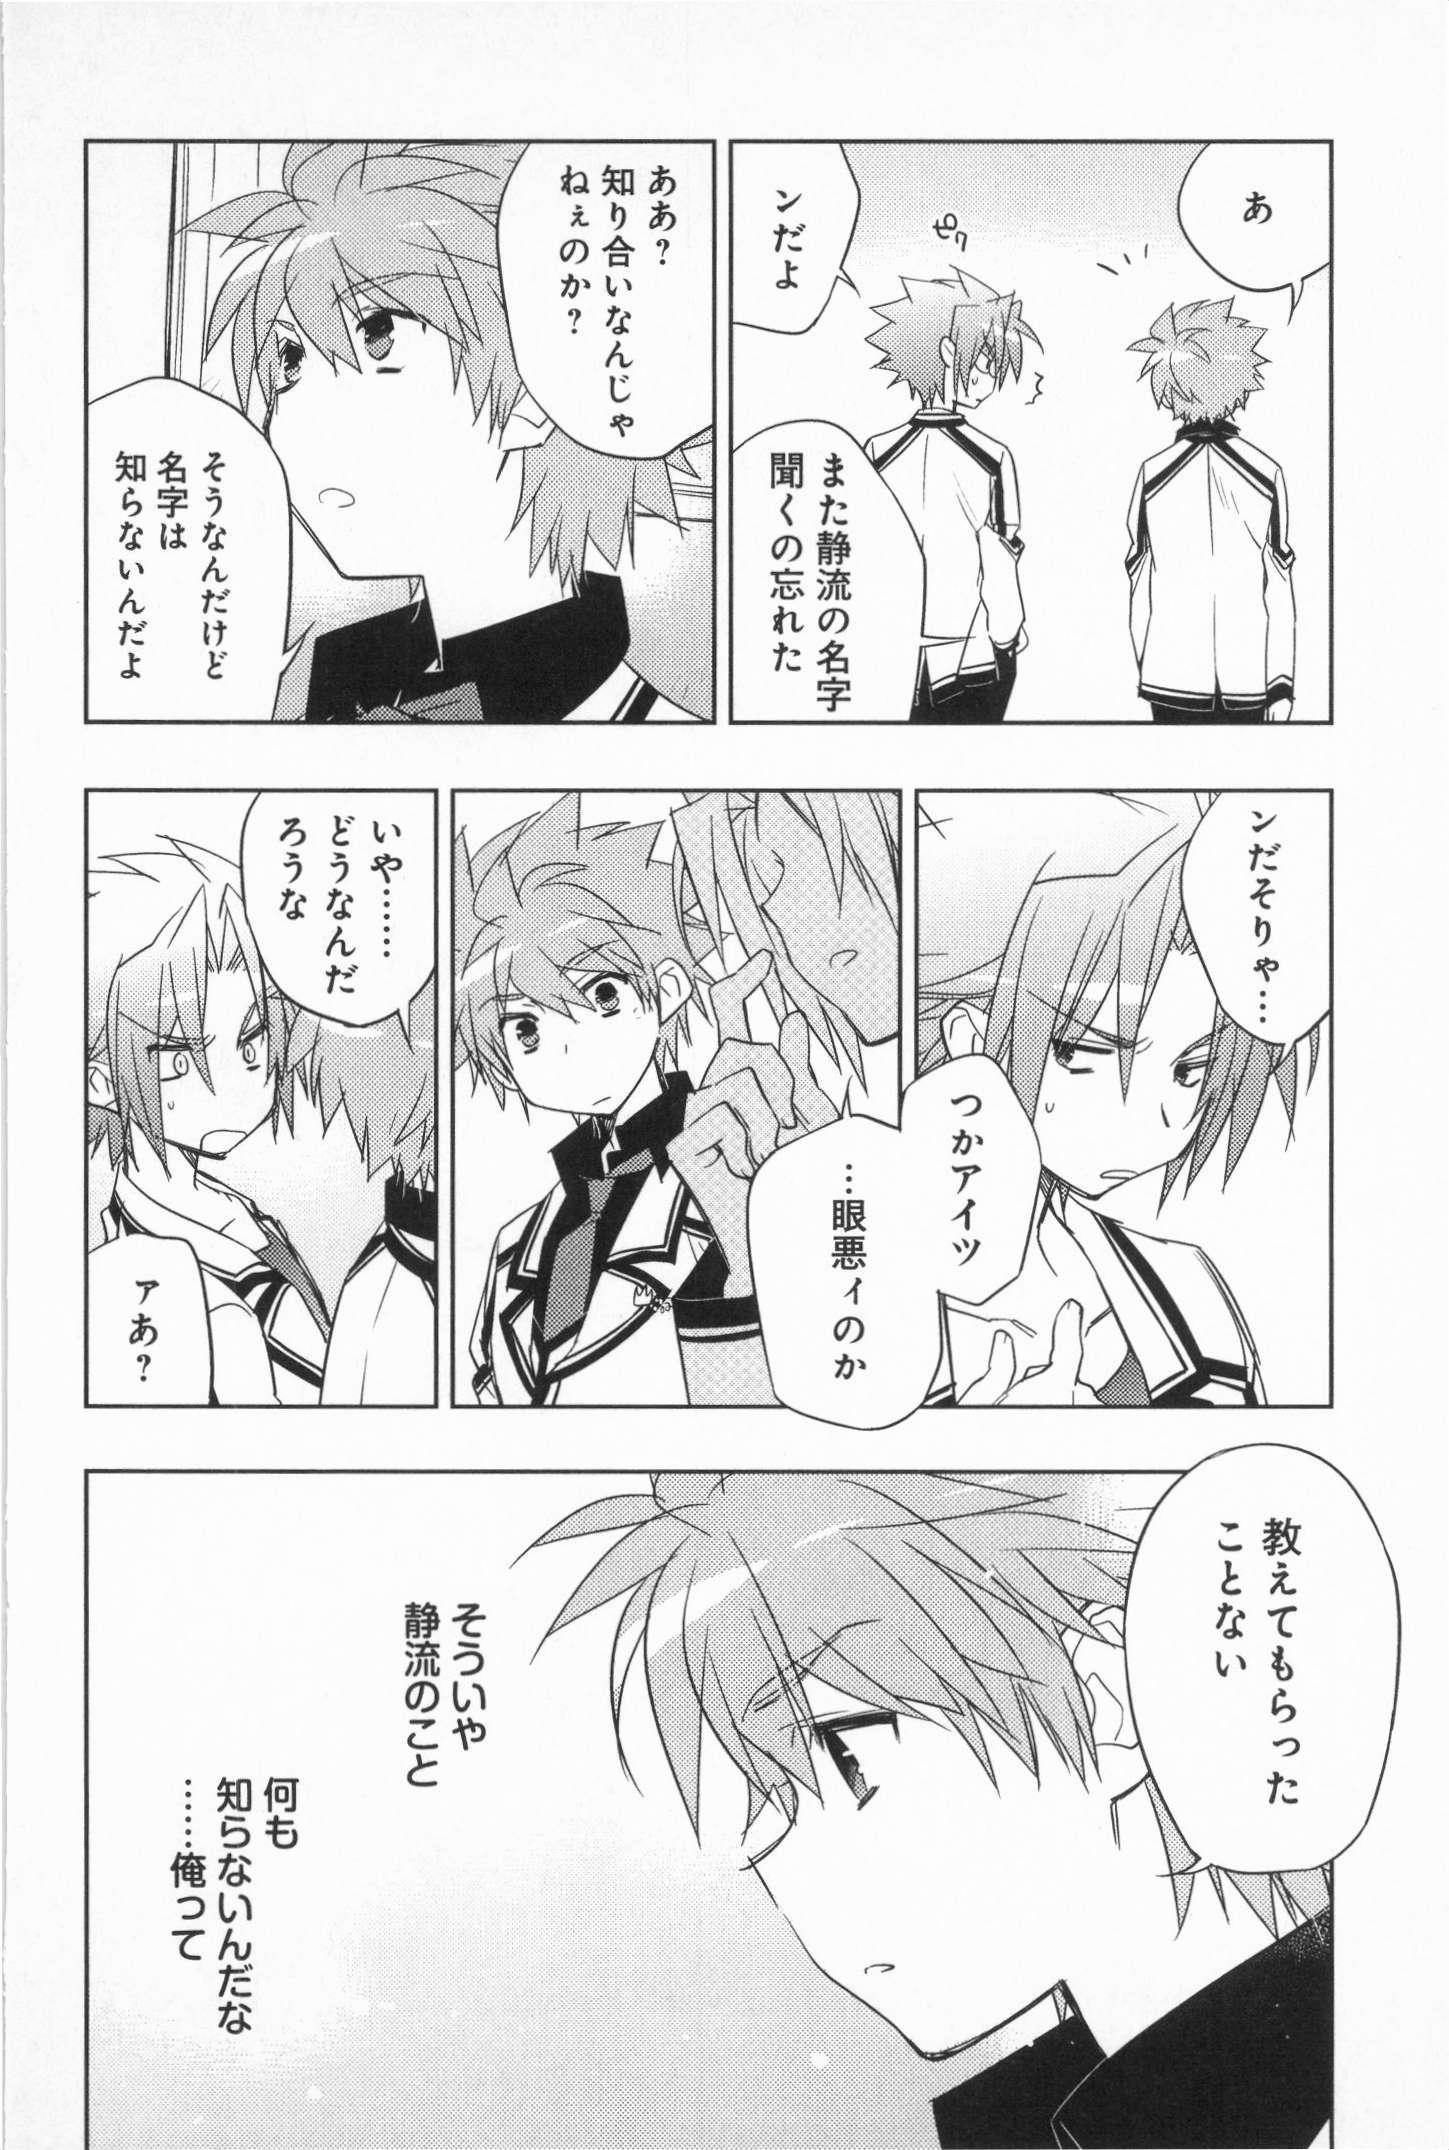 あ
ピク
ンだよ
また静流の名字
聞くの忘れた
ああ？
知り合いなんじゃ
ねぇのか？
そうなんだけど
名字は
知らないんだよ
ンだそりゃ…
つかアイツ
…眼悪ィのか
いや……
どうなんだ
ろうな
アあ？
教えてもらった
ことない
そういや
静流のこと
何も
知らないんだな
……俺って